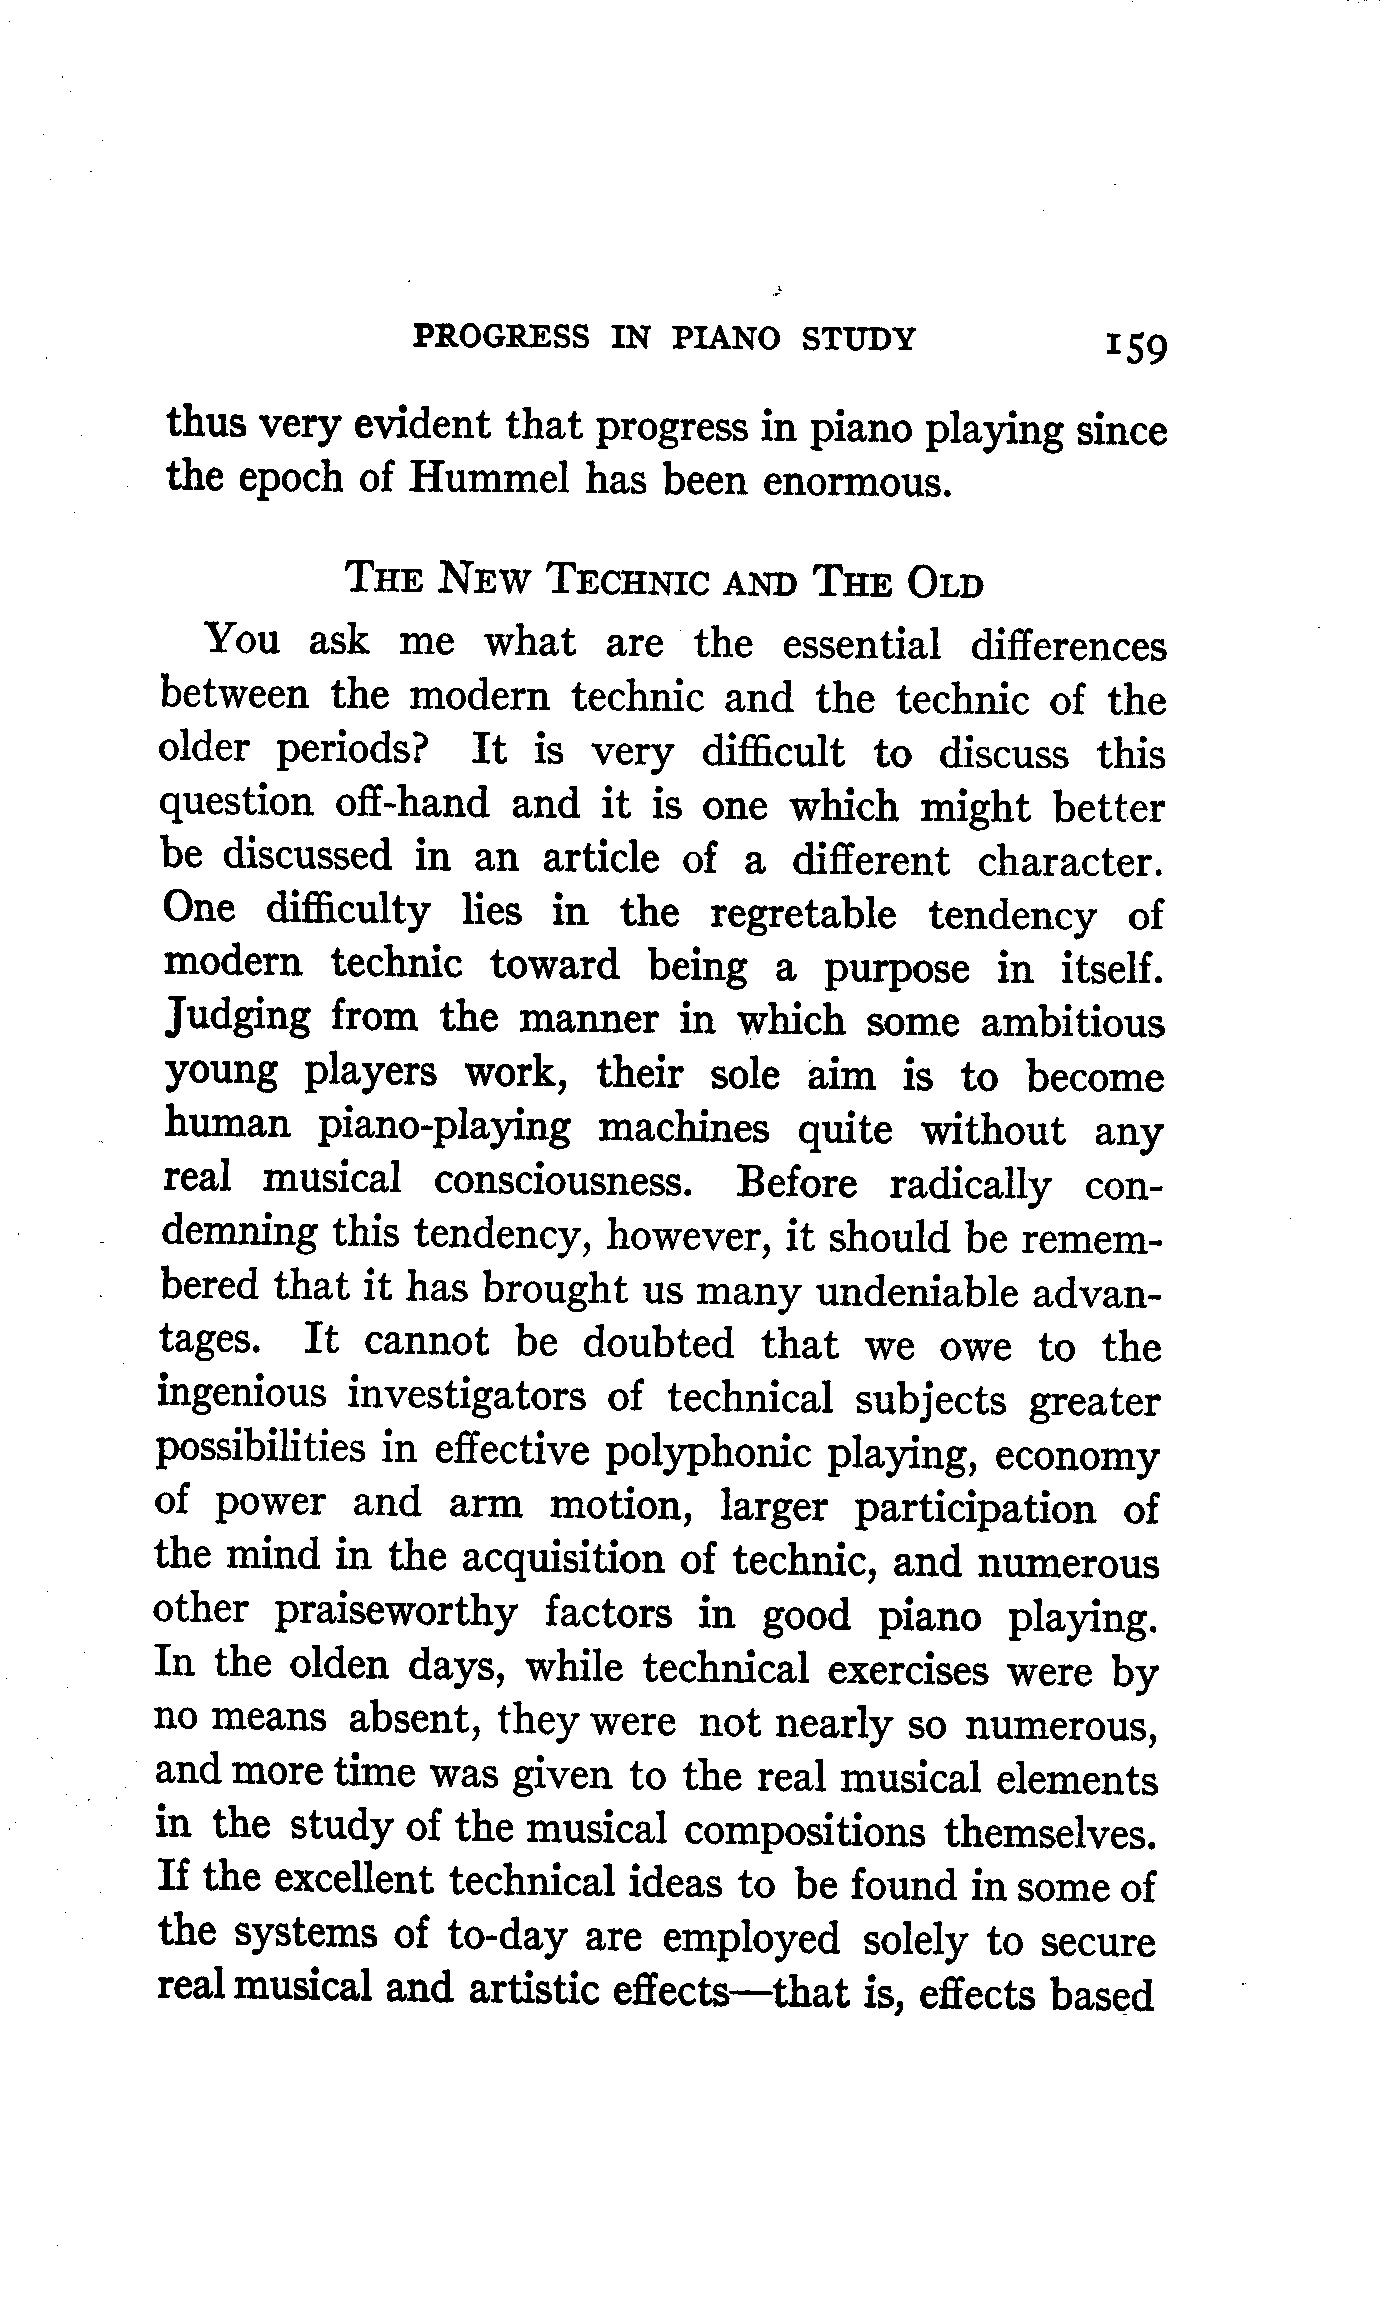 PROGRESS IN PIANO STUDY 159
thus very evident that progress in piano playing since
the epoch of Hummel has been enormous.
THE NEW TECHNIC AND THE OLD
You ask me what are the essential differences
between the modern technic and the technic of the
older periods? It is very difficult to discuss this
question off-hand and it is one which might better
be discussed in an article of a different character.
One difficulty lies in the regretable tendency of
modern technic toward being a purpose in itself.
Judging from the manner in which some ambitious
young players work, their sole aim is to become
human piano-playing machines quite without any
real musical consciousness. Before radically con-
demning this tendency, however, it should be remem-
bered that it has brought us many undeniable advan-
tages. It cannot be doubted that we owe to the
ingenious investigators of technical subjects greater
possibilities in effective polyphonic playing, economy
of power and arm motion, larger participation of
the mind in the acquisition of technic, and numerous
other praiseworthy factors in good piano playing.
In the olden days, while technical exercises were by
no means absent, they were not nearly so numerous,
and more time was given to the real musical elements
in the study of the musical compositions themselves.
If the excellent technical ideas to be found in some of
the systems of to-day are employed solely to secure
real musical and artistic effects—that is, effects based